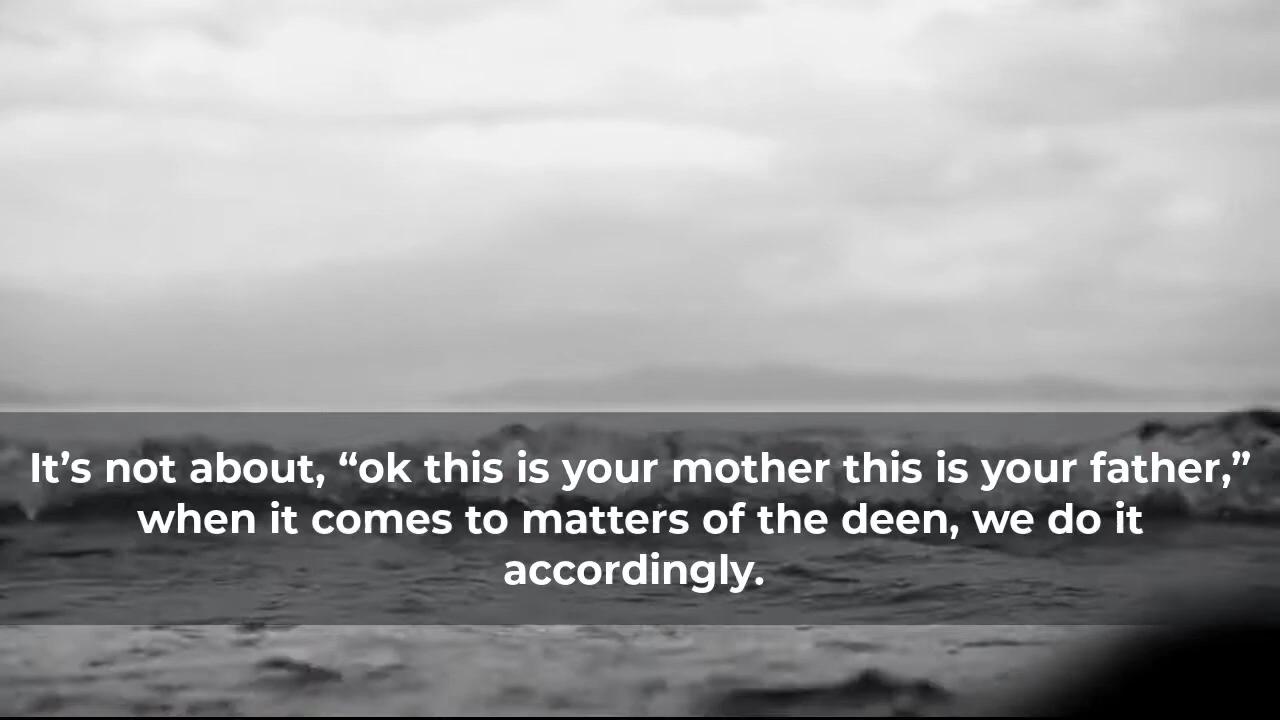 It’s not about, “ok this is your mother this is your father,”
when it comes to matters of the deen, we do it
accordingly.